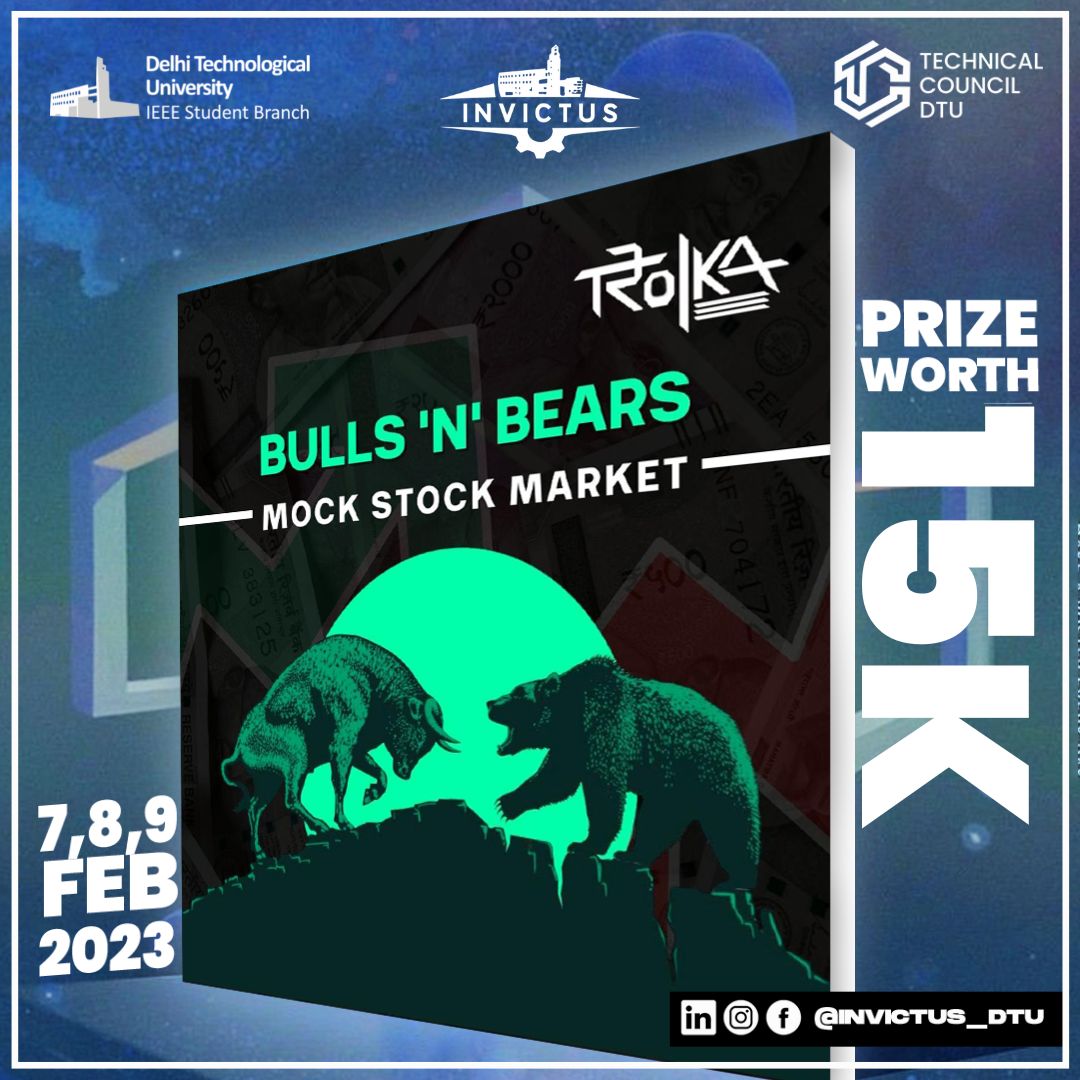 Delhi Technological
University
IEEE Student Branch
INVICTUS
TECHNICAL
COUNCIL
DTU
TROIKA
BULLS 'N' BEARS
MOCK STOCK MARKET
PRIZE
WORTH
15K
7,8,9
FEB
2023
@INVICTUS_DTU